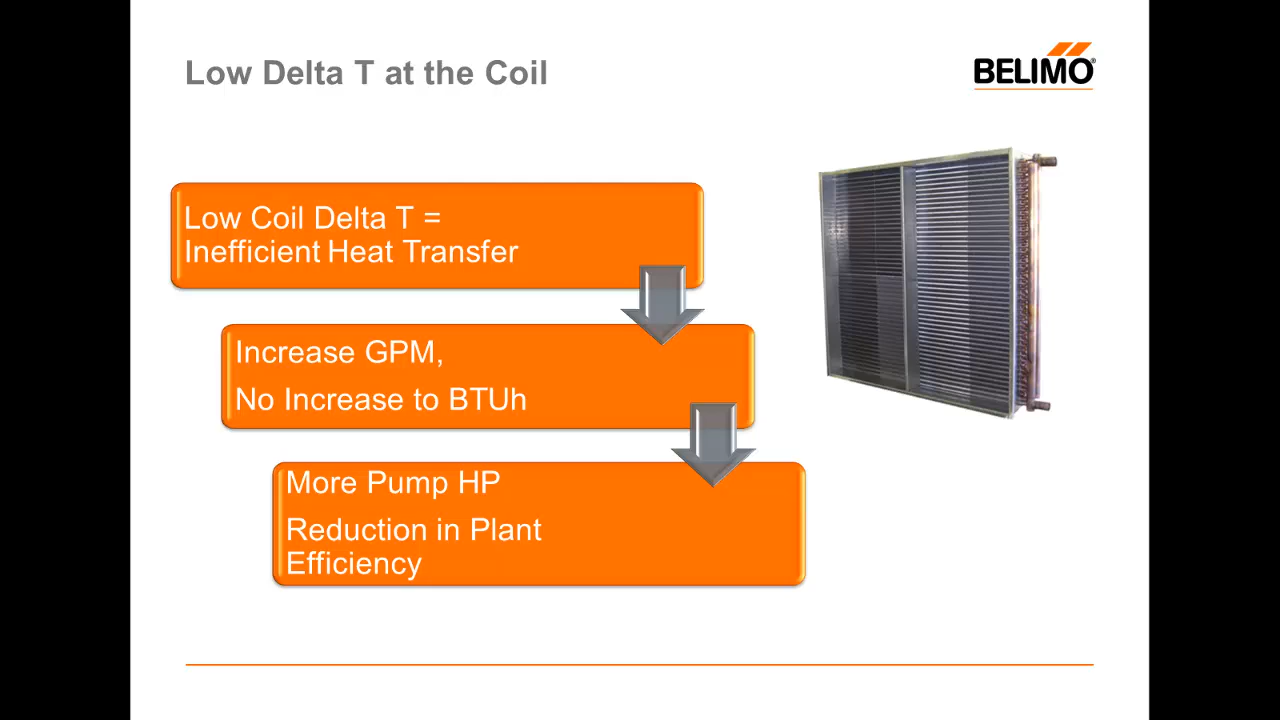 Low Delta T at the Coil
BELIMO®
Low Coil Delta T =
Inefficient Heat Transfer
Increase GPM,
No Increase to BTUh
More Pump HP
Reduction in Plant
Efficiency